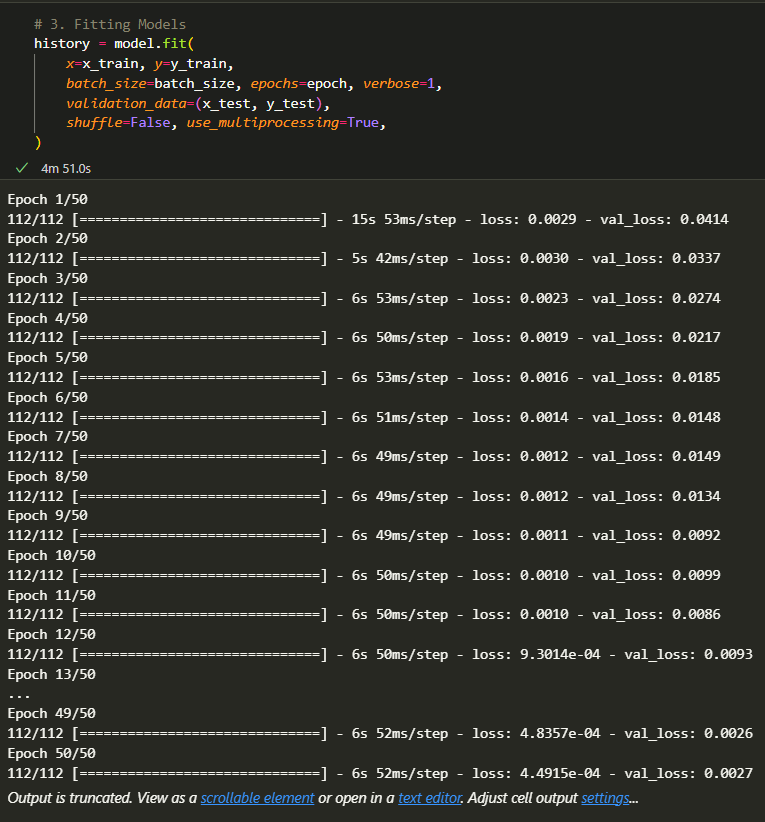 # 3. Fitting Models
history = model.fit(
x=x_train, y=y_train,
batch_size=batch_size, epochs=epoch, verbose=1,
validation_data=(x_test, y_test),
shuffle=False, use_multiprocessing=True,
)
✓ 4m 51.0s
Epoch 1/50
112/112 [==============================] - 15s 53ms/step - loss: 0.0029 - val_loss: 0.0414
Epoch 2/50
112/112 [==============================] - 5s 42ms/step - loss: 0.0030 - val_loss: 0.0337
Epoch 3/50
112/112 [==============================] - 6s 53ms/step - loss: 0.0023 - val_loss: 0.0274
Epoch 4/50
112/112 [==============================] - 6s 50ms/step - loss: 0.0019 - val_loss: 0.0217
Epoch 5/50
112/112 [==============================] - 6s 53ms/step - loss: 0.0016 - val_loss: 0.0185
Epoch 6/50
112/112 [==============================] - 6s 51ms/step - loss: 0.0014 - val_loss: 0.0148
Epoch 7/50
112/112 [==============================] - 6s 49ms/step - loss: 0.0012 - val_loss: 0.0149
Epoch 8/50
112/112 [==============================] - 6s 49ms/step - loss: 0.0012 - val_loss: 0.0134
Epoch 9/50
112/112 [==============================] - 6s 49ms/step - loss: 0.0011 - val_loss: 0.0092
Epoch 10/50
112/112 [==============================] - 6s 50ms/step - loss: 0.0010 - val_loss: 0.0099
Epoch 11/50
112/112 [==============================] - 6s 50ms/step - loss: 0.0010 - val_loss: 0.0086
Epoch 12/50
112/112 [==============================] - 6s 50ms/step - loss: 9.3014e-04 - val_loss: 0.0093
Epoch 13/50
...
Epoch 49/50
112/112 [==============================] - 6s 52ms/step - loss: 4.8357e-04 - val_loss: 0.0026
Epoch 50/50
112/112 [==============================] - 6s 52ms/step - loss: 4.4915e-04 - val_loss: 0.0027
Output is truncated. View as a scrollable element or open in a text editor. Adjust cell output settings...